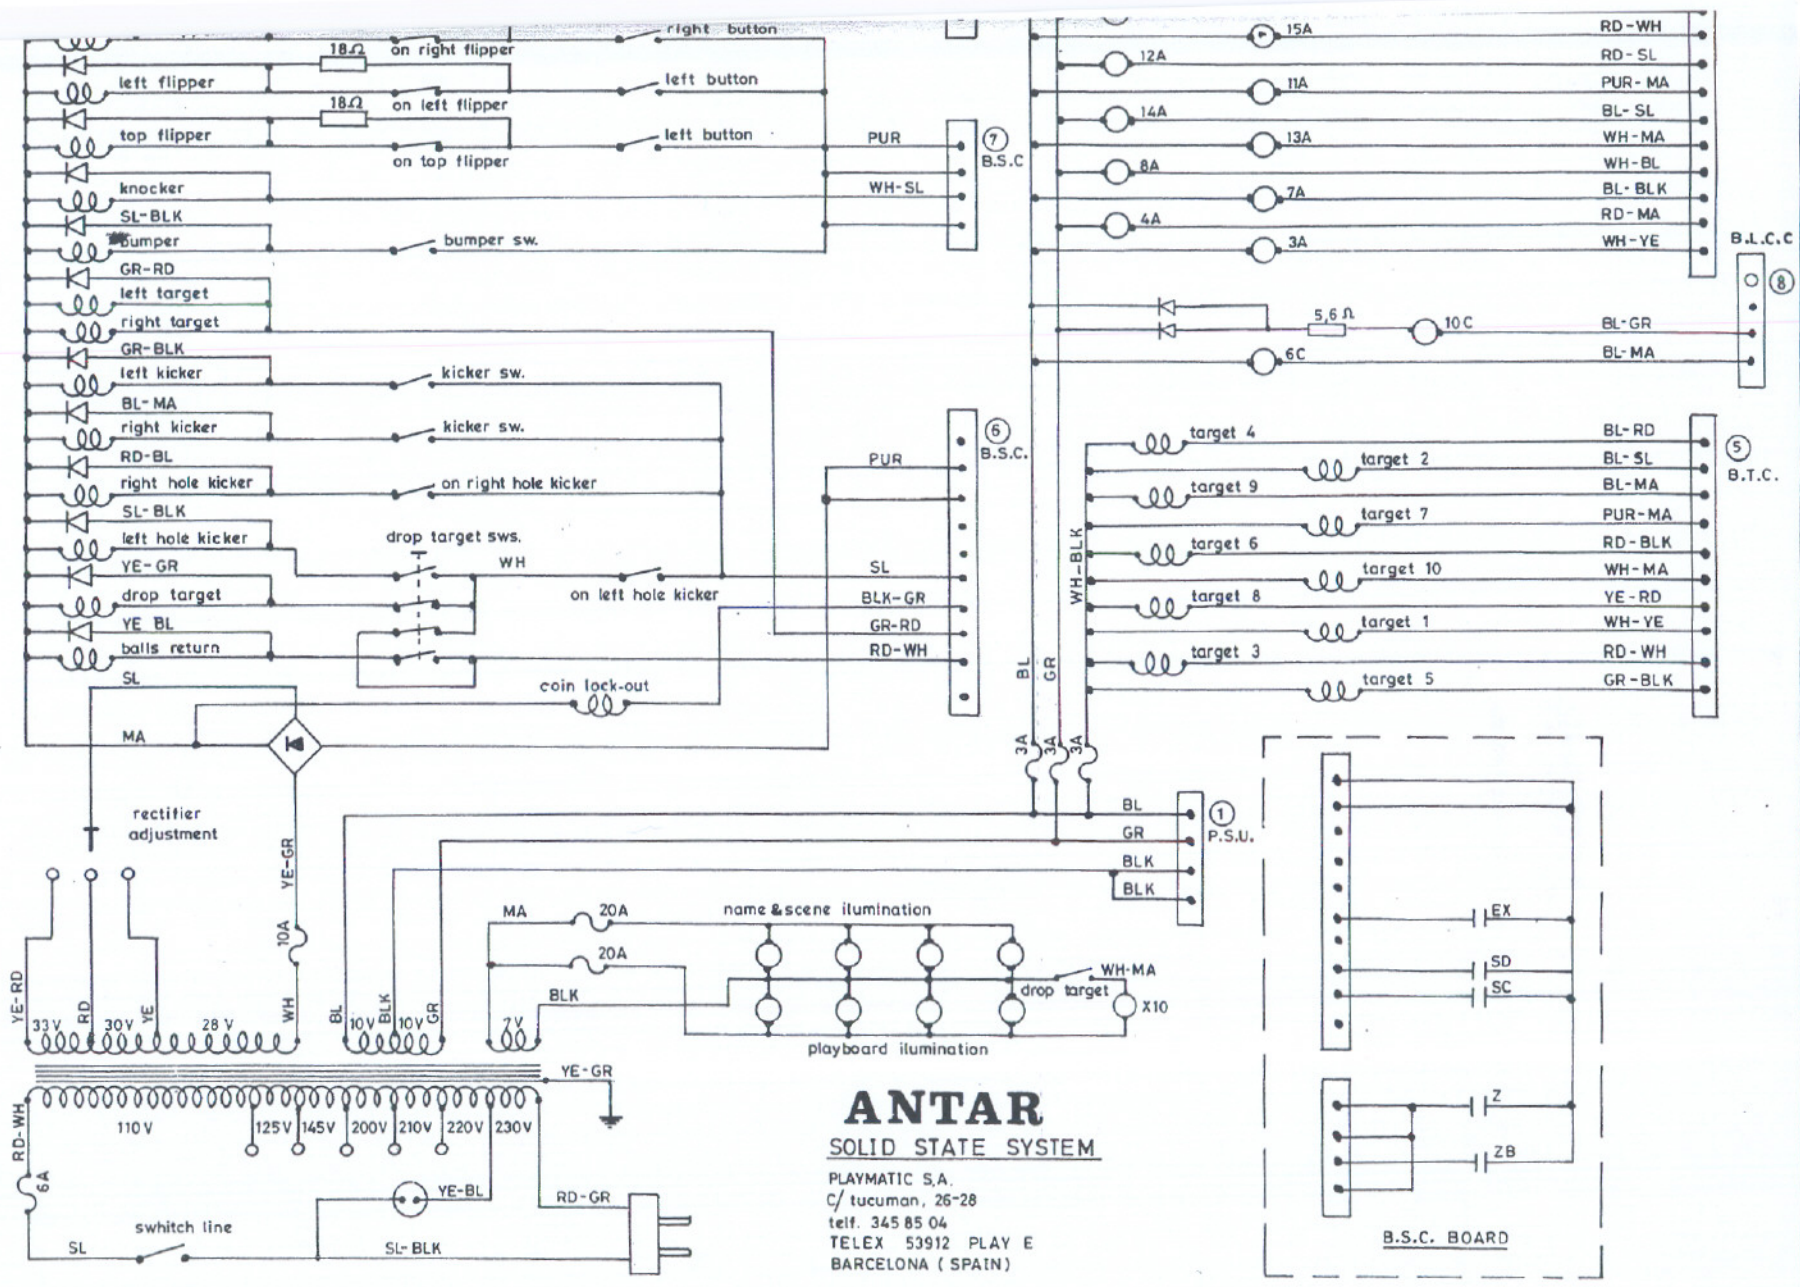 right button
15A
RD-WH
18Ω
on right flipper
12A
RD-SL
left flipper
left button
11A
PUR-MA
18Ω
on left flipper
14A
BL-SL
top flipper
left button
PUR
7
B.S.C
13A
WH-MA
on top flipper
8A
WH-BL
knocker
WH-SL
7A
BL-BLK
SL-BLK
4A
RD-MA
bumper
bumper sw.
3A
WH-YE
B.L.C.C
GR-RD
8
left target
right target
5,6 Ω
10C
BL-GR
GR-BLK
6C
BL-MA
left kicker
kicker sw.
BL-MA
right kicker
kicker sw.
6
B.S.C.
target 4
BL-RD
5
B.T.C.
RD-BL
PUR
target 2
BL-SL
right hole kicker
on right hole kicker
target 9
BL-MA
SL-BLK
target 7
PUR-MA
left hole kicker
drop target sws.
target 6
RD-BLK
YE-GR
WH
SL
target 10
WH-MA
WH-BLK
drop target
on left hole kicker
BLK-GR
target 8
YE-RD
YE BL
GR-RD
target 1
WH-YE
balls return
RD-WH
target 3
RD-WH
SL
coin lock-out
BL
GR
target 5
GR-BLK
MA
3A
3A
3A
rectifier
adjustment
BL
1
P.S.U.
GR
YE-GR
BLK
BLK
MA
20A
name & scene ilumination
EX
10A
20A
SD
WH-MA
drop target
SC
BLK
X10
YE-RD
RD
YE
WH
BL
BLK
GR
33V
30V
28V
10V
10V
7V
playboard ilumination
YE-GR
ANTAR
Z
RD-WH
110V
125V
145V
200V
210V
220V
230V
SOLID STATE SYSTEM
ZB
6A
YE-BL
RD-GR
PLAYMATIC S,A.
C/ tucuman, 26-28
swhitch line
telf. 345 85 04
SL
SL-BLK
TELEX 53912 PLAY E
BARCELONA ( SPAIN)
B.S.C. BOARD